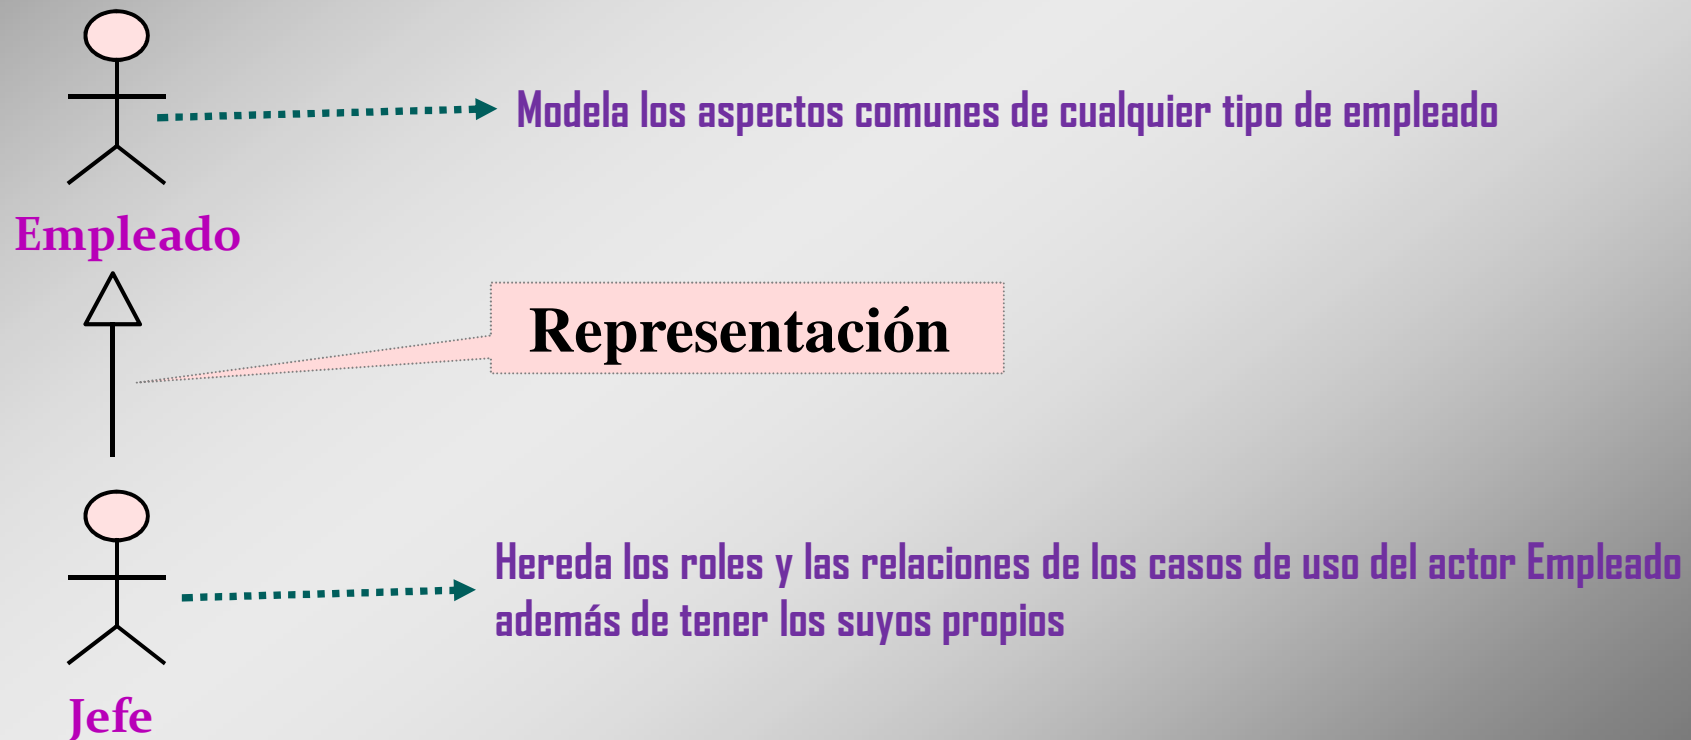 Modela los aspectos comunes de cualquier tipo de empleado
Empleado
Representación
Hereda los roles y las relaciones de los casos de uso del actor Empleado
además de tener los suyos propios
Jefe